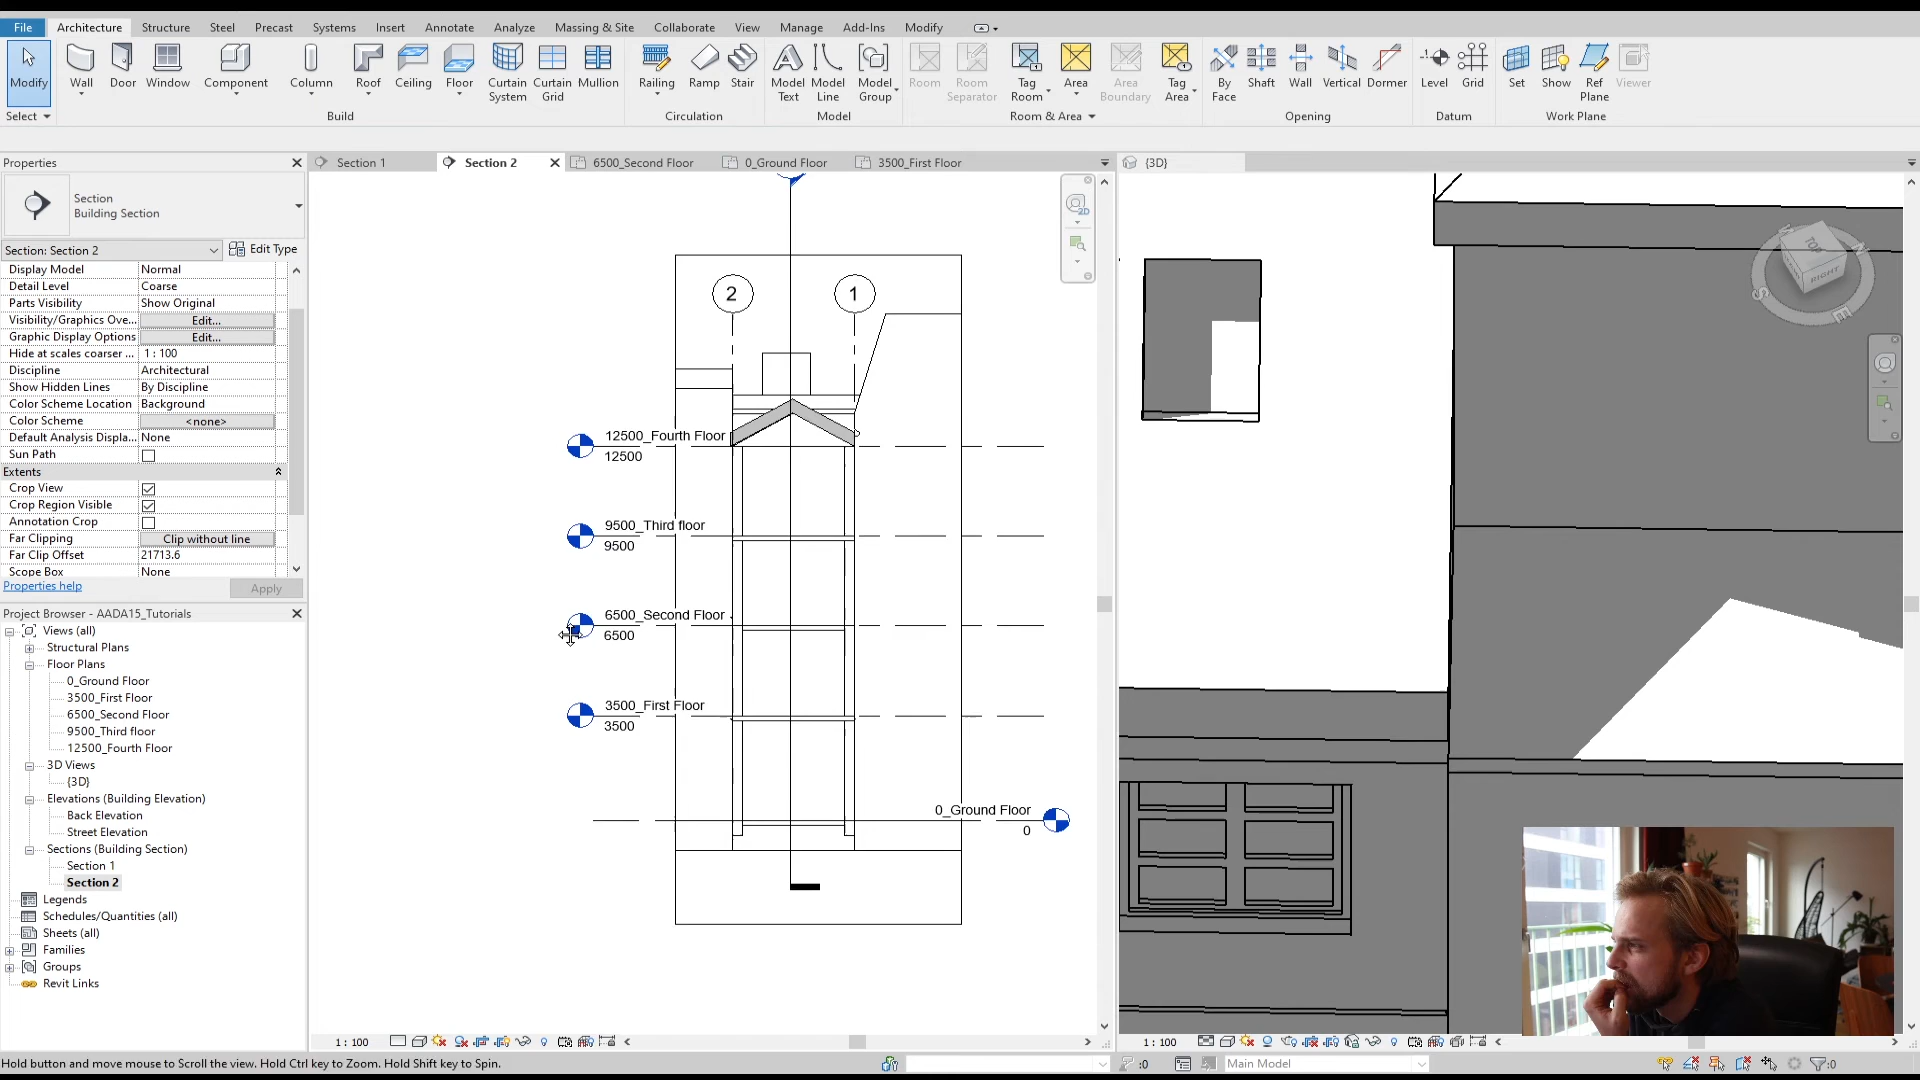 File Architecture Structure Steel Precast Systems Insert Annotate Analyze Massing & Site Collaborate View Manage Add-Ins Modify
Modify Wall Door Window Component Column Roof Ceiling Floor Curtain System Curtain Grid Mullion Railing Ramp Stair Model Text Model Line Model Group Room Room Separator Tag Room Area Area Boundary Tag Area By Face Shaft Wall Vertical Dormer Level Grid Set Show Ref Plane Viewer
Select Build Circulation Model Room & Area Opening Datum Work Plane
Properties
Section 1 Section 2 6500_Second Floor 0_Ground Floor 3500_First Floor {3D}
Section
Building Section
Section: Section 2 Edit Type
Display Model Normal
Detail Level Coarse
Parts Visibility Show Original
Visibility/Graphics Ove... Edit...
Graphic Display Options Edit...
Hide at scales coarser ... 1 : 100
Discipline Architectural
Show Hidden Lines By Discipline
Color Scheme Location Background
Color Scheme <none>
Default Analysis Displa... None
Sun Path
Extents
Crop View
Crop Region Visible
Annotation Crop
Far Clipping Clip without line
Far Clip Offset 21713.6
Scope Box None
Properties help Apply
Project Browser - AADA15_Tutorials
Views (all)
Structural Plans
Floor Plans
0_Ground Floor
3500_First Floor
6500_Second Floor
9500_Third floor
12500_Fourth Floor
3D Views
{3D}
Elevations (Building Elevation)
Back Elevation
Street Elevation
Sections (Building Section)
Section 1
Section 2
Legends
Schedules/Quantities (all)
Sheets (all)
Families
Groups
Revit Links
2D
2 1
12500_Fourth Floor
12500
9500_Third floor
9500
6500_Second Floor
6500
3500_First Floor
3500
0_Ground Floor
0
TOP
RIGHT
S
E
N
1 : 100
1 : 100
Hold button and move mouse to Scroll the view. Hold Ctrl key to Zoom. Hold Shift key to Spin.
:0
Main Model
:0